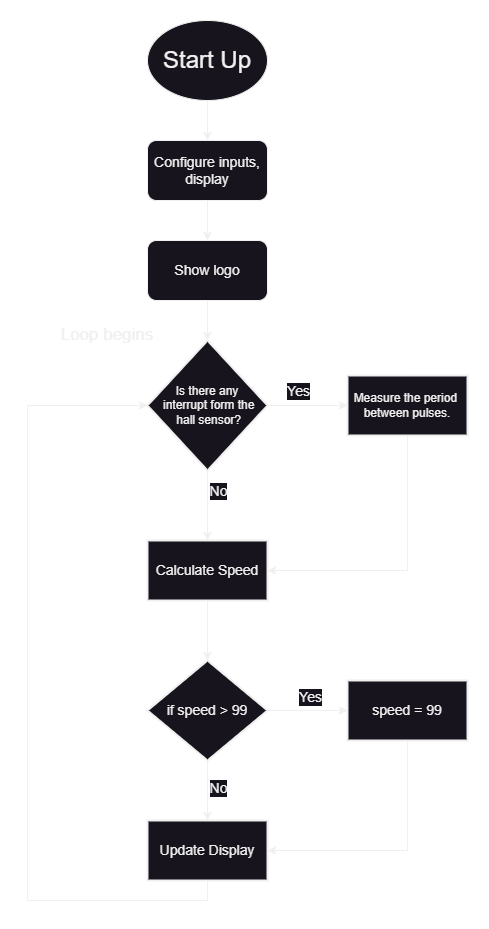 Start Up
Configure inputs,
display
Show logo
Loop begins
Is there any
interrupt form the
hall sensor?
Yes
Measure the period
between pulses.
No
Calculate Speed
if speed > 99
Yes
speed = 99
No
Update Display